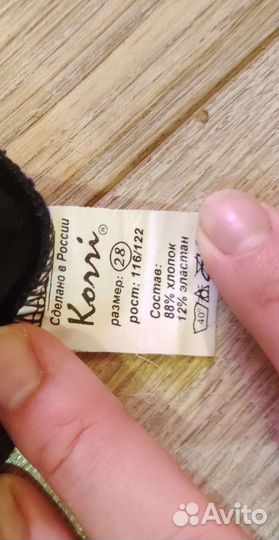 Сделано в России
Korri®
размер: 28
рост: 116/122
Состав:
88% хлопок
12% эластан
40°
Avito